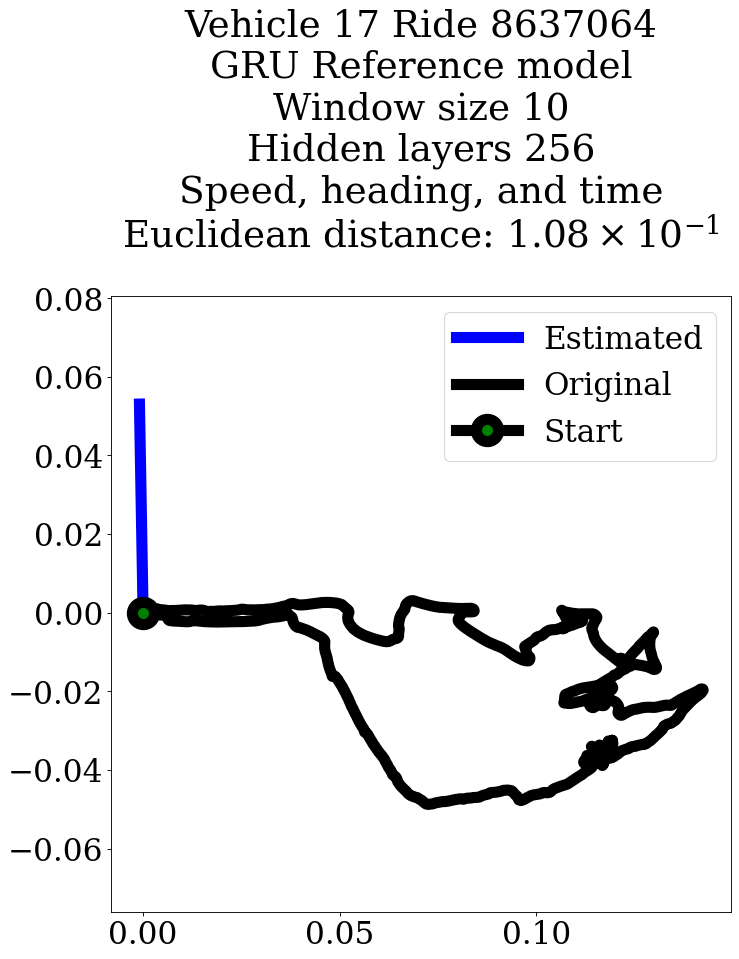 Vehicle 17 Ride 8637064
GRU Reference model
Window size 10
Hidden layers 256
Speed, heading, and time
Euclidean distance: 1.08 × 10⁻¹
0.08
0.06
0.04
0.02
0.00
−0.02
−0.04
−0.06
Estimated
Original
Start
0.00 0.05 0.10